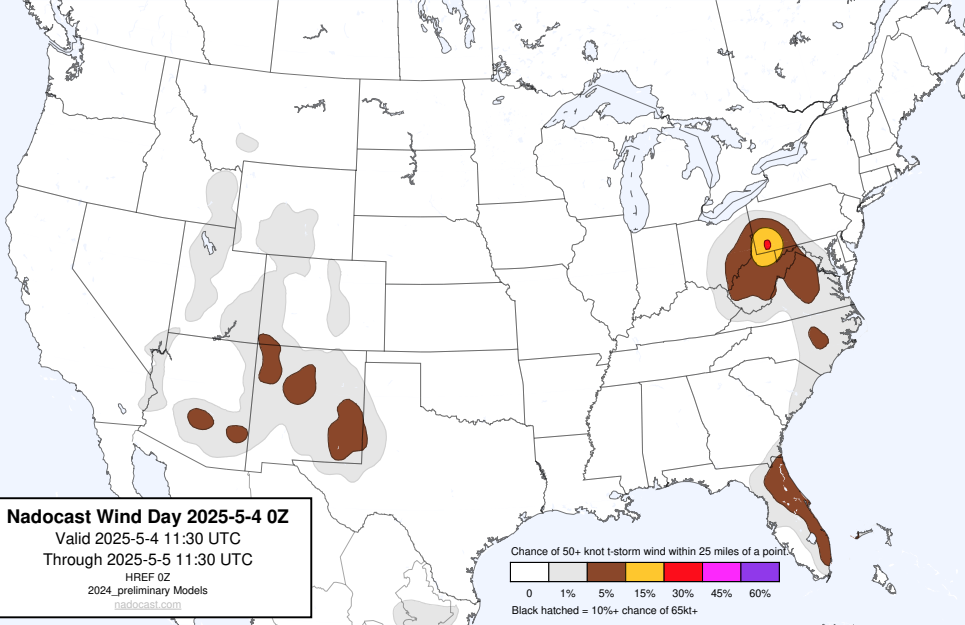 Nadocast Wind Day 2025-5-4 0Z
Valid 2025-5-4 11:30 UTC
Through 2025-5-5 11:30 UTC
HREF 0Z
2024_preliminary Models
nadocast.com
Chance of 50+ knot t-storm wind within 25 miles of a point.
0 1% 5% 15% 30% 45% 60%
Black hatched = 10%+ chance of 65kt+